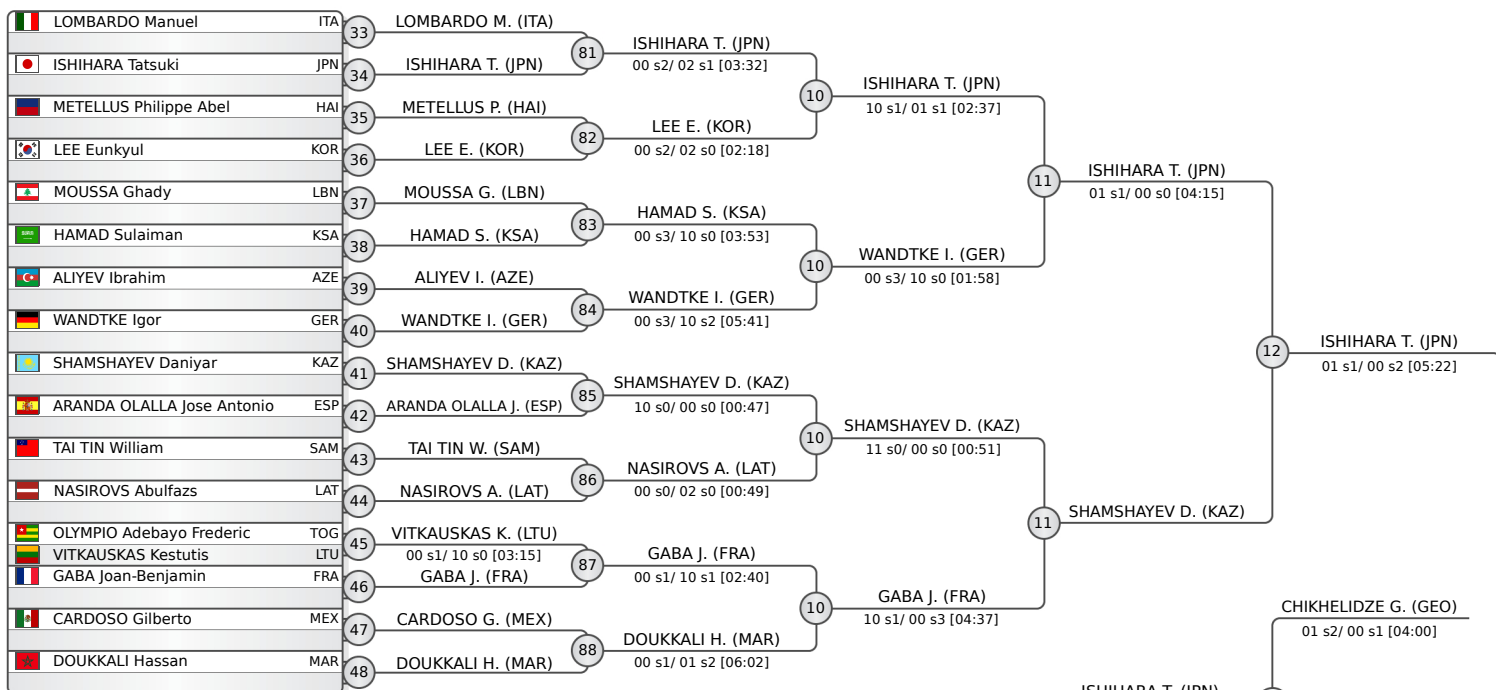 LOMBARDO Manuel ITA
ISHIHARA Tatsuki JPN
METELLUS Philippe Abel HAI
LEE Eunkyul KOR
MOUSSA Ghady LBN
HAMAD Sulaiman KSA
ALIYEV Ibrahim AZE
WANDTKE Igor GER
SHAMSHAYEV Daniyar KAZ
ARANDA OLALLA Jose Antonio ESP
TAI TIN William SAM
NASIROVS Abulfazs LAT
OLYMPIO Adebayo Frederic TOG
VITKAUSKAS Kestutis LTU
GABA Joan-Benjamin FRA
CARDOSO Gilberto MEX
DOUKKALI Hassan MAR
33
34
35
36
37
38
39
40
41
42
43
44
45
46
47
48
LOMBARDO M. (ITA)
ISHIHARA T. (JPN)
METELLUS P. (HAI)
LEE E. (KOR)
MOUSSA G. (LBN)
HAMAD S. (KSA)
ALIYEV I. (AZE)
WANDTKE I. (GER)
SHAMSHAYEV D. (KAZ)
ARANDA OLALLA J. (ESP)
TAI TIN W. (SAM)
NASIROVS A. (LAT)
VITKAUSKAS K. (LTU)
00 s1/ 10 s0 [03:15]
GABA J. (FRA)
CARDOSO G. (MEX)
DOUKKALI H. (MAR)
81
82
83
84
85
86
87
88
ISHIHARA T. (JPN)
00 s2/ 02 s1 [03:32]
LEE E. (KOR)
00 s2/ 02 s0 [02:18]
HAMAD S. (KSA)
00 s3/ 10 s0 [03:53]
WANDTKE I. (GER)
00 s3/ 10 s2 [05:41]
SHAMSHAYEV D. (KAZ)
10 s0/ 00 s0 [00:47]
NASIROVS A. (LAT)
00 s0/ 02 s0 [00:49]
GABA J. (FRA)
00 s1/ 10 s1 [02:40]
DOUKKALI H. (MAR)
00 s1/ 01 s2 [06:02]
10
10
10
10
ISHIHARA T. (JPN)
10 s1/ 01 s1 [02:37]
WANDTKE I. (GER)
00 s3/ 10 s0 [01:58]
SHAMSHAYEV D. (KAZ)
11 s0/ 00 s0 [00:51]
GABA J. (FRA)
10 s1/ 00 s3 [04:37]
11
11
ISHIHARA T. (JPN)
01 s1/ 00 s0 [04:15]
SHAMSHAYEV D. (KAZ)
12
ISHIHARA T. (JPN)
01 s1/ 00 s2 [05:22]
CHIKHELIDZE G. (GEO)
01 s2/ 00 s1 [04:00]
ISHIHARA T. (JPN)